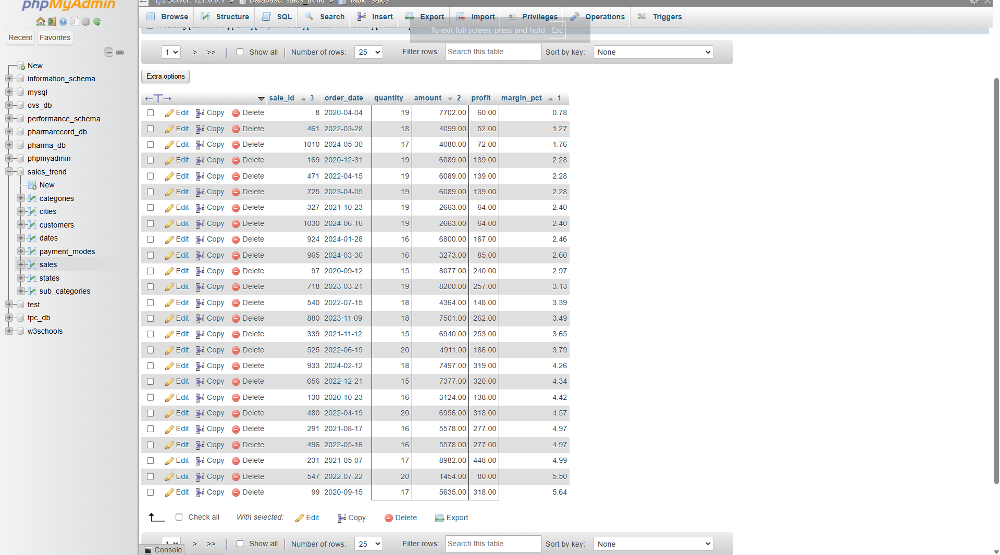 phpMyAdmin
Server: 127.0.0.1 » Database: sales_trend » Table: sales
Browse Structure SQL Search Insert Export Import Privileges Operations Triggers
To exit full screen, press and hold Esc
Recent Favorites
1 > >> Show all Number of rows: 25 Filter rows: Search this table Sort by key: None
Extra options
New
information_schema
mysql
ovs_db
performance_schema
pharmarecord_db
pharma_db
phpmyadmin
sales_trend
New
categories
cities
customers
dates
payment_modes
sales
states
sub_categories
test
tpc_db
w3schools
sale_id 3 order_date quantity amount 2 profit margin_pct 1
Edit Copy Delete 8 2020-04-04 19 7702.00 60.00 0.78
Edit Copy Delete 461 2022-03-28 18 4099.00 52.00 1.27
Edit Copy Delete 1010 2024-05-30 17 4080.00 72.00 1.76
Edit Copy Delete 169 2020-12-31 19 6089.00 139.00 2.28
Edit Copy Delete 471 2022-04-15 19 6089.00 139.00 2.28
Edit Copy Delete 725 2023-04-05 19 6089.00 139.00 2.28
Edit Copy Delete 327 2021-10-23 19 2663.00 64.00 2.40
Edit Copy Delete 1030 2024-06-16 19 2663.00 64.00 2.40
Edit Copy Delete 924 2024-01-28 16 6800.00 167.00 2.46
Edit Copy Delete 965 2024-03-30 16 3273.00 85.00 2.60
Edit Copy Delete 97 2020-09-12 15 8077.00 240.00 2.97
Edit Copy Delete 718 2023-03-21 19 8200.00 257.00 3.13
Edit Copy Delete 540 2022-07-15 18 4364.00 148.00 3.39
Edit Copy Delete 880 2023-11-09 18 7501.00 262.00 3.49
Edit Copy Delete 339 2021-11-12 15 6940.00 253.00 3.65
Edit Copy Delete 525 2022-06-19 20 4911.00 186.00 3.79
Edit Copy Delete 933 2024-02-12 18 7497.00 319.00 4.26
Edit Copy Delete 656 2022-12-21 15 7377.00 320.00 4.34
Edit Copy Delete 130 2020-10-23 16 3124.00 138.00 4.42
Edit Copy Delete 480 2022-04-19 20 6956.00 318.00 4.57
Edit Copy Delete 291 2021-08-17 16 5578.00 277.00 4.97
Edit Copy Delete 496 2022-05-16 16 5578.00 277.00 4.97
Edit Copy Delete 231 2021-05-07 17 8982.00 448.00 4.99
Edit Copy Delete 547 2022-07-22 20 1454.00 80.00 5.50
Edit Copy Delete 99 2020-09-15 17 5635.00 318.00 5.64
Check all With selected: Edit Copy Delete Export
1 > >> Show all Number of rows: 25 Filter rows: Search this table Sort by key: None
Console